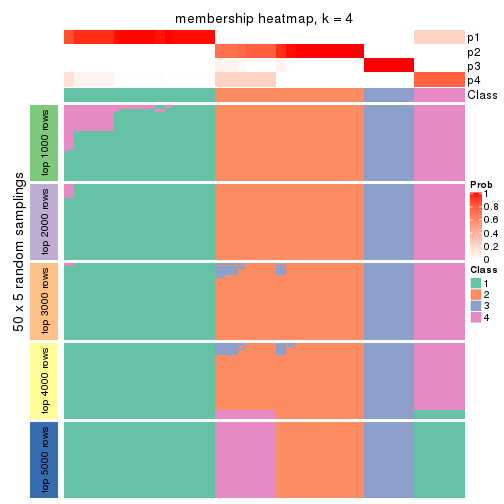 membership heatmap, k = 4
p1
p2
p3
p4
Class
50 x 5 random samplings
top 1000 rows
top 2000 rows
top 3000 rows
top 4000 rows
top 5000 rows
Prob
1
0.8
0.6
0.4
0.2
0
Class
1
2
3
4